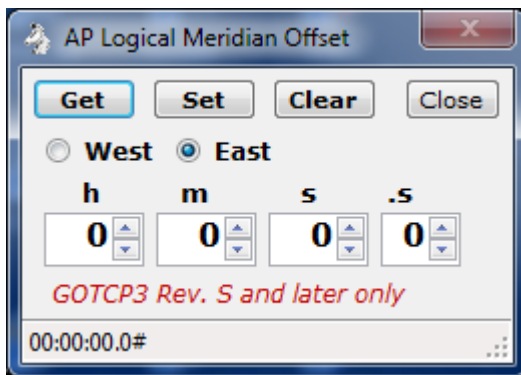 AP Logical Meridian Offset
Get Set Clear Close
West East
h m s .s
0 0 0 0
GOTCP3 Rev. S and later only
00:00:00.0#